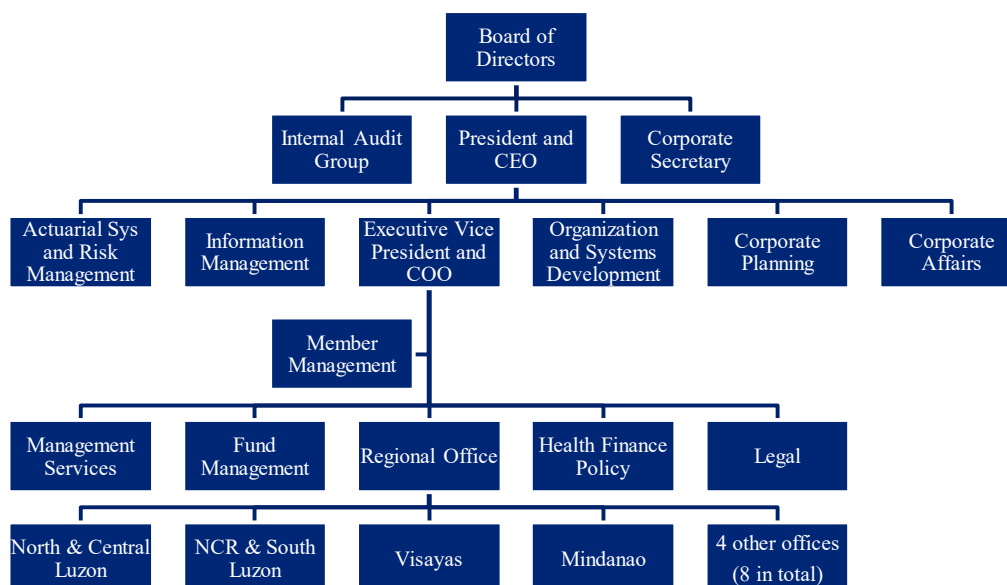 Board of
Directors
Internal Audit
Group
President and
CEO
Corporate
Secretary
Actuarial Sys
and Risk
Management
Information
Management
Executive Vice
President and
COO
Organization
and Systems
Development
Corporate
Planning
Corporate
Affairs
Member
Management
Management
Services
Fund
Management
Regional Office
Health Finance
Policy
Legal
North & Central
Luzon
NCR & South
Luzon
Visayas
Mindanao
4 other offices
(8 in total)